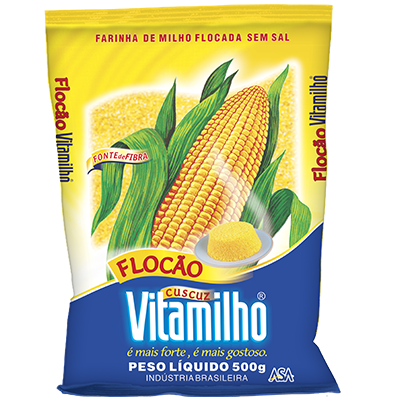 FARINHA DE MILHO FLOCADA SEM SAL
Flocão Vitamilho®
Flocão Vitamilho
FONTE de FIBRA
FLOCÃO
CUSCUZ
Vitamilho®
é mais forte, é mais gostoso.
PESO LÍQUIDO 500g
INDÚSTRIA BRASILEIRA
ASA